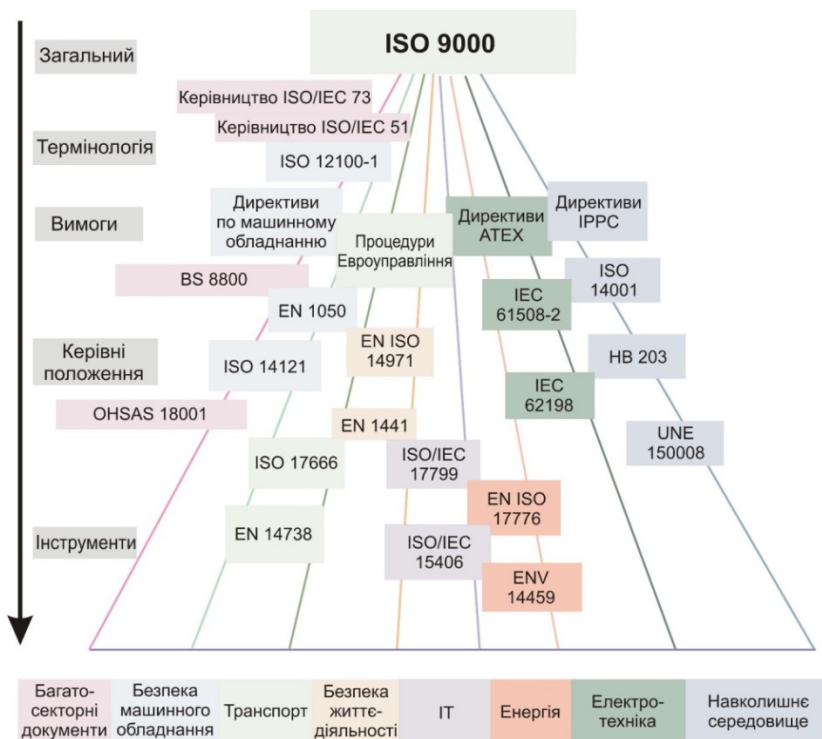 ISO 9000
Загальний
Керівництво ISO/IEC 73
Керівництво ISO/IEC 51
Термінологія
ISO 12100-1
Вимоги
Директиви
по машинному
обладнанню
Процедури
Евроуправління
Директиви
ATEX
Директиви
IPPC
BS 8800
ISO
14001
EN 1050
IEC
61508-2
Керівні
положення
ISO 14121
EN ISO
14971
HB 203
IEC
62198
OHSAS 18001
EN 1441
UNE
150008
ISO 17666
ISO/IEC
17799
EN ISO
17776
Інструменти
EN 14738
ISO/IEC
15406
ENV
14459
Багато-
секторні
документи
Безпека
машинного
обладнання
Транспорт
Безпека
життє-
діяльності
ІТ
Енергія
Електро-
техніка
Навколишнє
середовище